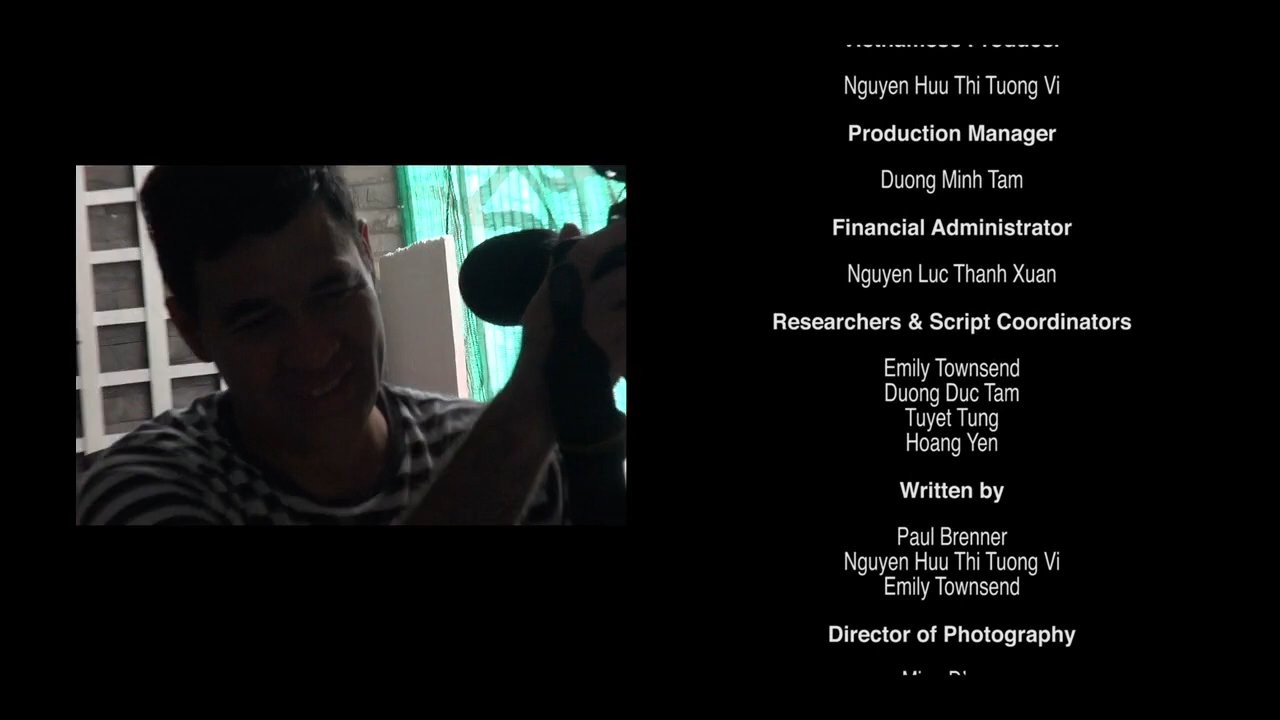 Vietnamese Producer
Nguyen Huu Thi Tuong Vi
Production Manager
Duong Minh Tam
Financial Administrator
Nguyen Luc Thanh Xuan
Researchers & Script Coordinators
Emily Townsend
Duong Duc Tam
Tuyet Tung
Hoang Yen
Written by
Paul Brenner
Nguyen Huu Thi Tuong Vi
Emily Townsend
Director of Photography